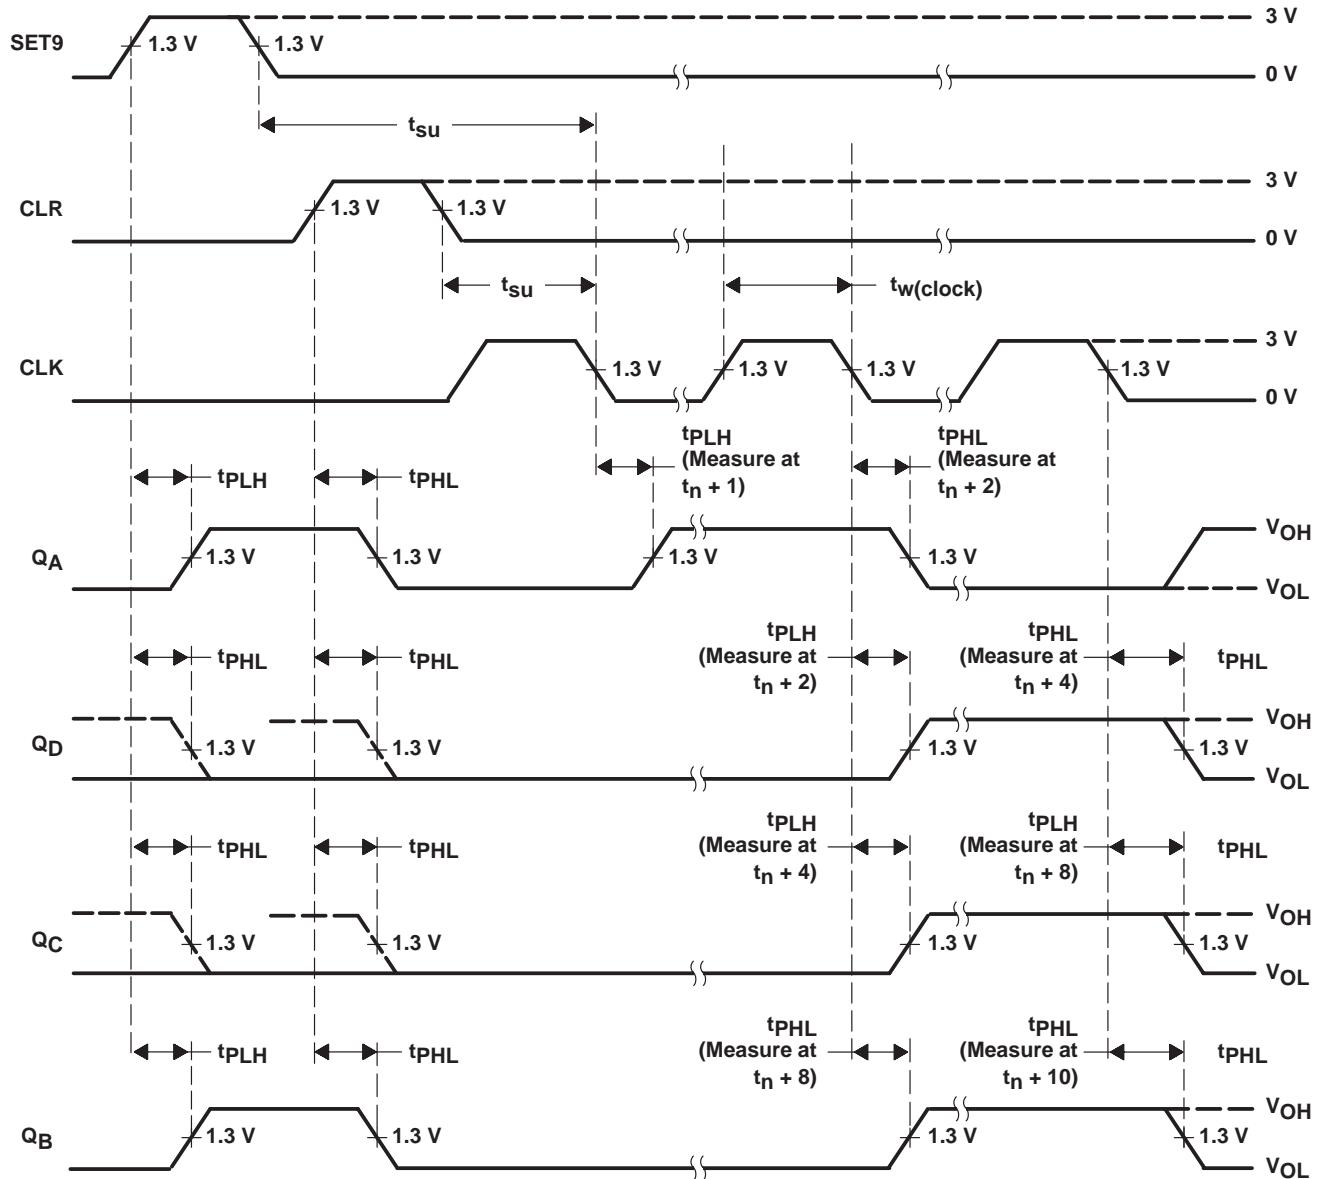 SET9 1.3 V 1.3 V 3 V
0 V
tsu
CLR 1.3 V 1.3 V 3 V
0 V
tsu tw(clock)
CLK 1.3 V 1.3 V 1.3 V 1.3 V 3 V
0 V
tPLH
(Measure at
tn + 1)
tPHL
(Measure at
tn + 2)
tPLH tPHL
QA 1.3 V 1.3 V 1.3 V 1.3 V VOH
VOL
tPHL tPHL
tPLH
(Measure at
tn + 2)
tPHL
(Measure at
tn + 4)
tPHL
QD 1.3 V 1.3 V 1.3 V 1.3 V VOH
VOL
tPHL tPHL
tPLH
(Measure at
tn + 4)
tPLH
(Measure at
tn + 8)
tPHL
QC 1.3 V 1.3 V 1.3 V 1.3 V VOH
VOL
tPLH tPHL
tPHL
(Measure at
tn + 8)
tPHL
(Measure at
tn + 10)
tPHL
QB 1.3 V 1.3 V 1.3 V 1.3 V VOH
VOL